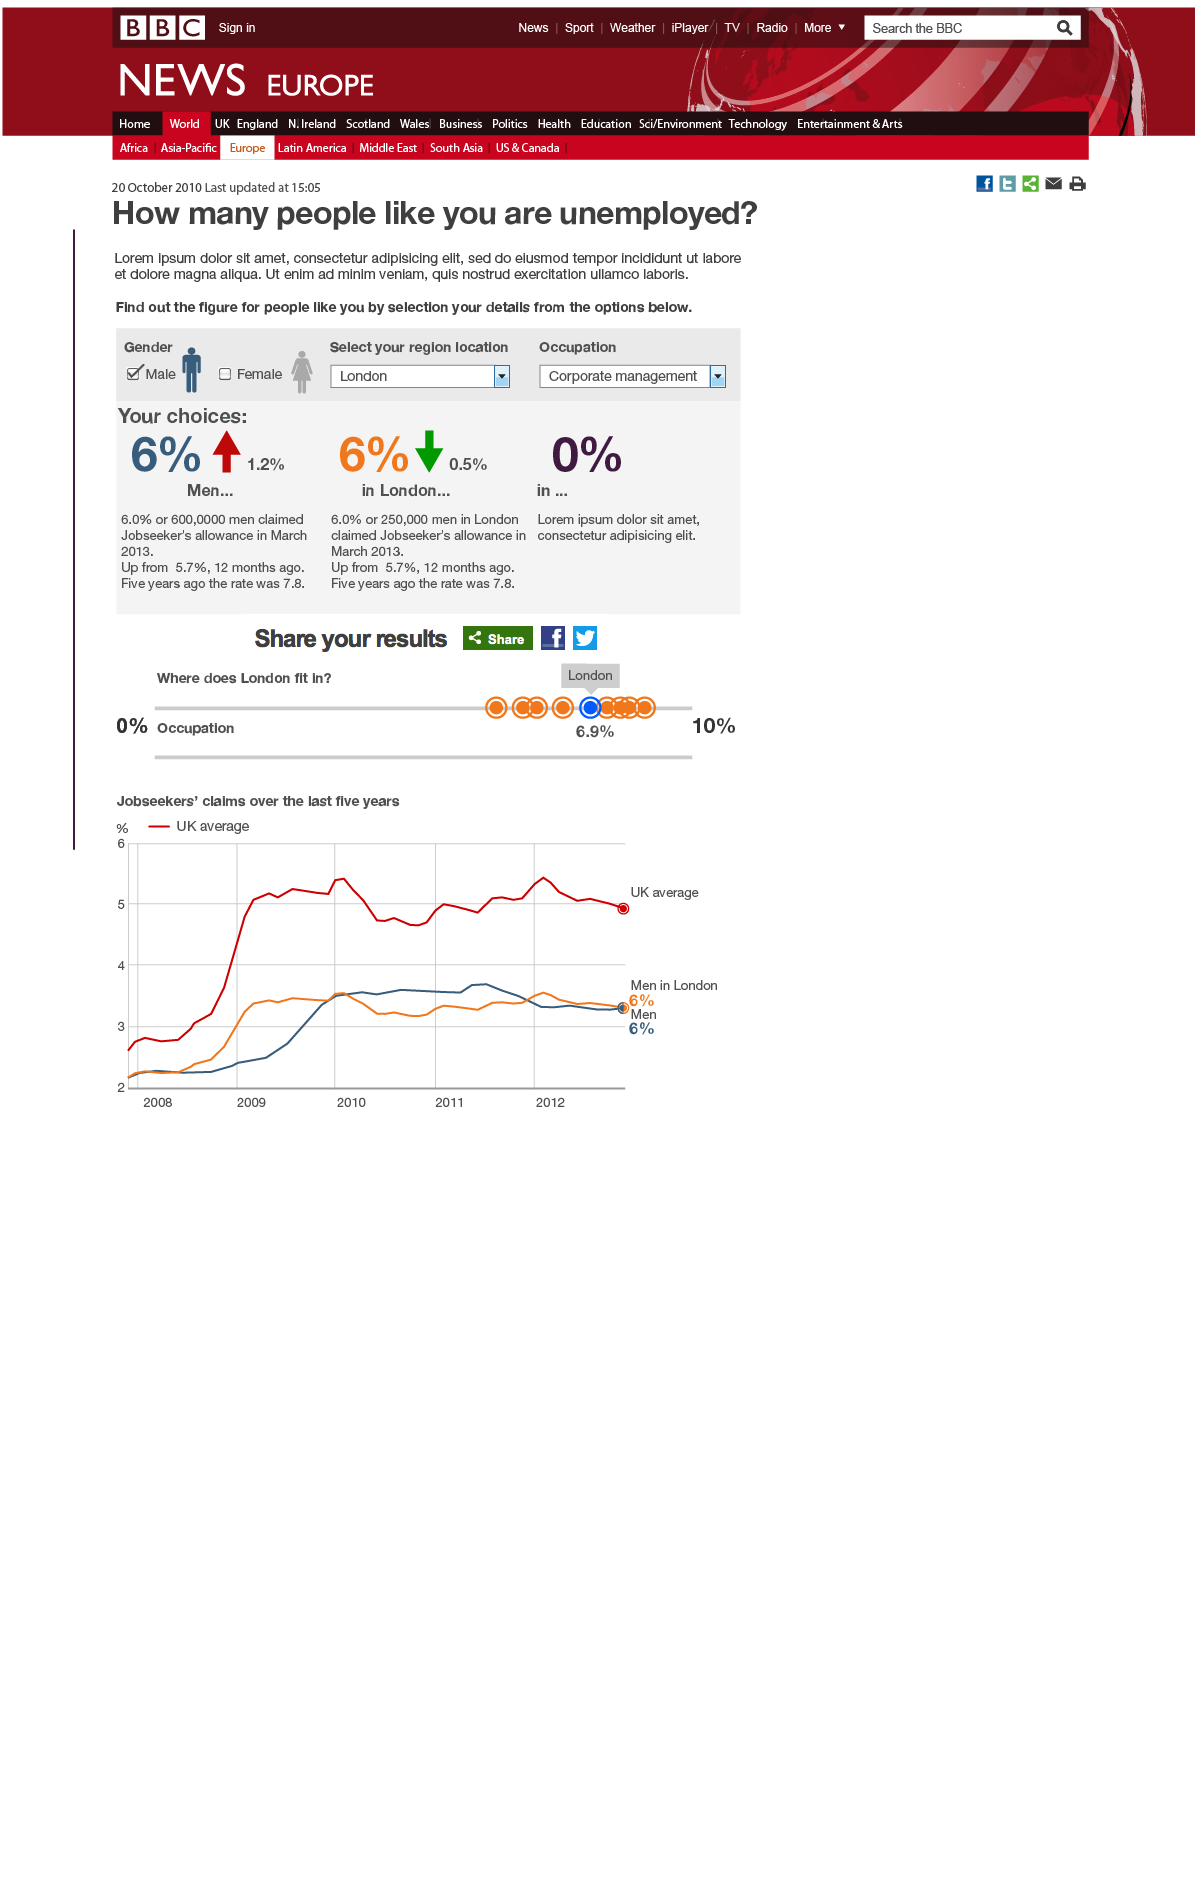 BBC Sign in News Sport Weather iPlayer TV Radio More Search the BBC
NEWS EUROPE
Home World UK England N. Ireland Scotland Wales Business Politics Health Education Sci/Environment Technology Entertainment & Arts
Africa Asia-Pacific Europe Latin America Middle East South Asia US & Canada
20 October 2010 Last updated at 15:05
How many people like you are unemployed?
Lorem ipsum dolor sit amet, consectetur adipisicing elit, sed do eiusmod tempor incididunt ut labore
et dolore magna aliqua. Ut enim ad minim veniam, quis nostrud exercitation ullamco laboris.
Find out the figure for people like you by selection your details from the options below.
Gender Select your region location Occupation
Male Female London Corporate management
Your choices:
6% 1.2% 6% 0.5% 0%
Men... in London... in ...
6.0% or 600,0000 men claimed
Jobseeker's allowance in March
2013.
Up from 5.7%, 12 months ago.
Five years ago the rate was 7.8.
6.0% or 250,000 men in London
claimed Jobseeker's allowance in
March 2013.
Up from 5.7%, 12 months ago.
Five years ago the rate was 7.8.
Lorem ipsum dolor sit amet,
consectetur adipisicing elit.
Share your results Share
Where does London fit in? London
0% Occupation 6.9% 10%
Jobseekers' claims over the last five years
% UK average
6
5
4
3
2
UK average
Men in London
6%
Men
6%
2008 2009 2010 2011 2012